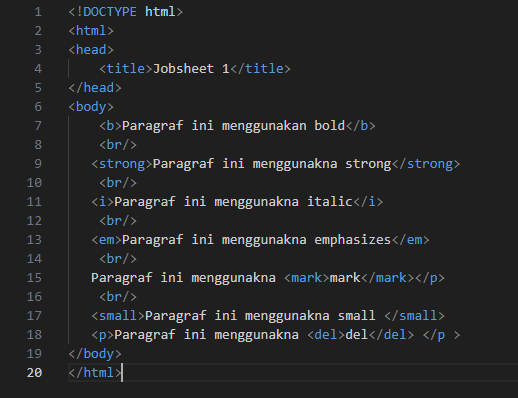 1 <!DOCTYPE html>
2 <html>
3 <head>
4     <title>Jobsheet 1</title>
5 </head>
6 <body>
7     <b>Paragraf ini menggunakan bold</b>
8     <br/>
9    <strong>Paragraf ini menggunakna strong</strong>
10     <br/>
11    <i>Paragraf ini menggunakna italic</i>
12     <br/>
13    <em>Paragraf ini menggunakna emphasizes</em>
14     <br/>
15    Paragraf ini menggunakna <mark>mark</mark></p>
16     <br/>
17    <small>Paragraf ini menggunakna small </small>
18    <p>Paragraf ini menggunakna <del>del</del> </p >
19 </body>
20 </html>